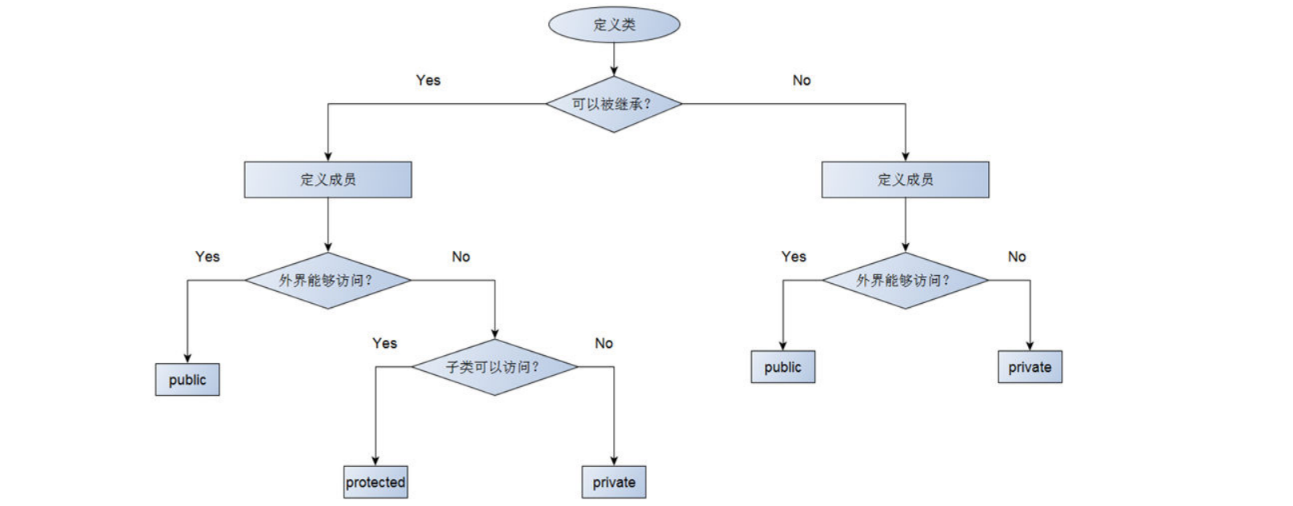 定义类
Yes
No
可以被继承？
定义成员
定义成员
Yes
No
Yes
No
外界能够访问？
外界能够访问？
Yes
No
子类可以访问？
public
private
public
protected
private